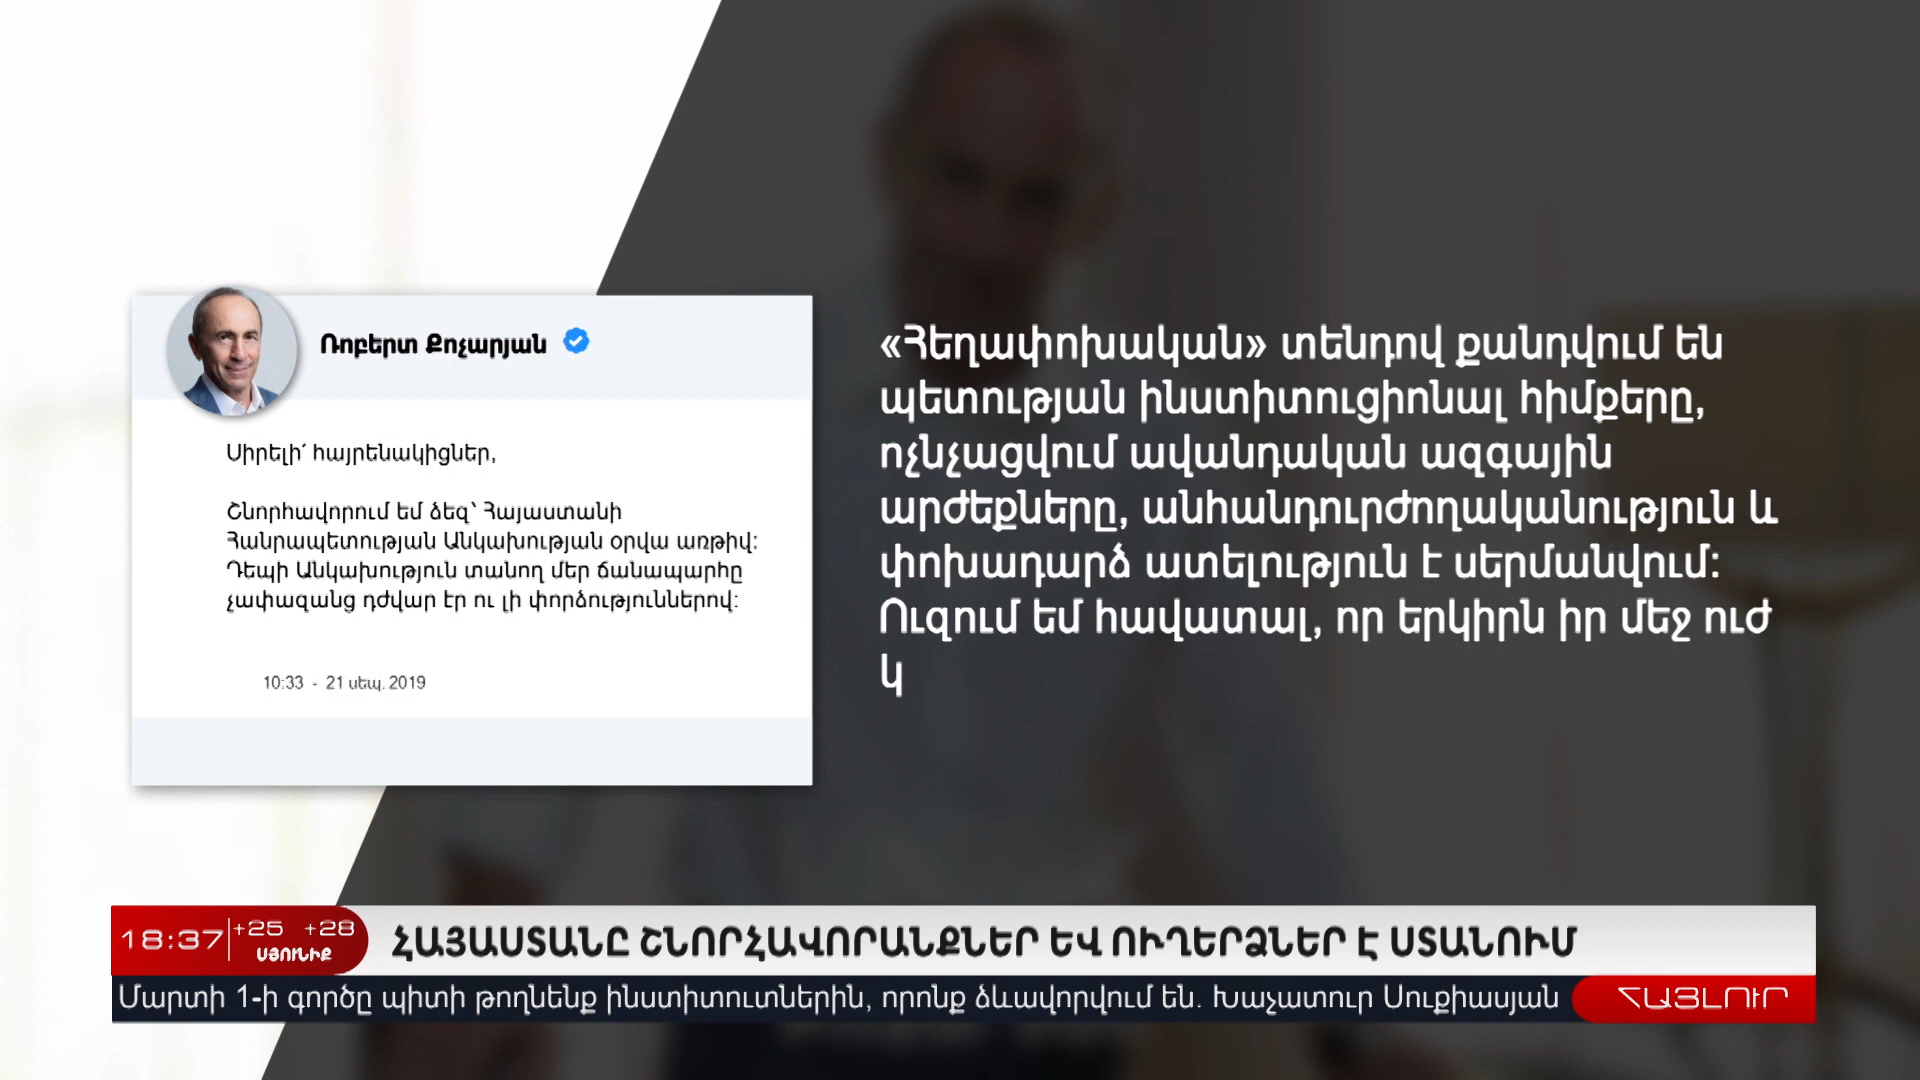 Ռոբերտ Քոչարյան
Սիրելի՛ հայրենակիցներ,
Շնորհավորում եմ ձեզ՝ Հայաստանի
Հանրապետության Անկախության օրվա առթիվ:
Դեպի Անկախություն տանող մեր ճանապարհը
չափազանց դժվար էր ու լի փորձություններով:
10:33 - 21 սեպ. 2019
«Հեղափոխական» տենդով քանդվում են
պետության ինստիտուցիոնալ հիմքերը,
ոչնչացվում ավանդական ազգային
արժեքները, անհանդուրժողականություն և
փոխադարձ ատելություն է սերմանվում:
Ուզում եմ հավատալ, որ երկիրն իր մեջ ուժ
կ
18:37
+25 +28
ՍՅՈՒՆԻՔ
ՀԱՅԱՍՏԱՆԸ ՇՆՈՐՀԱՎՈՐԱՆՔՆԵՐ ԵՎ ՈՒՂԵՐՁՆԵՐ Է ՍՏԱՆՈՒՄ
Մարտի 1-ի գործը պիտի թողնենք ինստիտուտներին, որոնք ձևավորվում են. Խաչատուր Սուքիասյան
ՀԱՅԼՈՒՐ